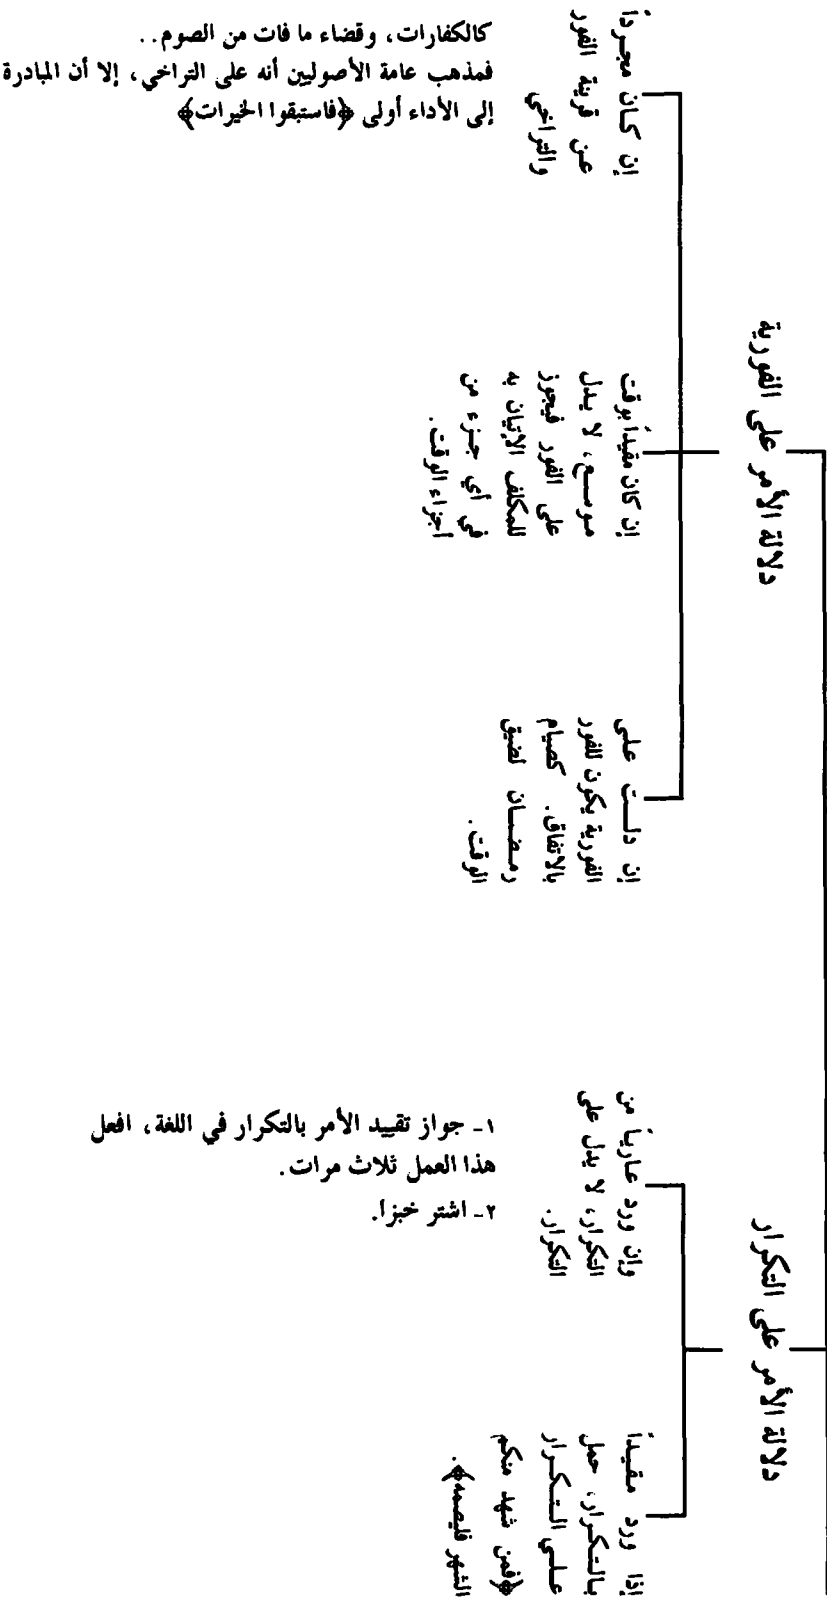 دلالة الأمر على التكرار
إذا ورد مقيداً
بالتكرار، حمل
على التكرار
﴿فمن شهد منكم
الشهر فليصمه﴾.
وإن ورد عارياً من
التكرار، لا يدل على
التكرار.
١ـ جواز تقييد الأمر بالتكرار في اللغة، افعل
هذا العمل ثلاث مرات.
٢ـ اشتر خبزا.
دلالة الأمر على الفورية
إن دلت على
الفورية يكون للفور
بالاتفاق. كصيام
رمضان لضيق
الوقت.
إن كان مقيداً بوقت
موسع، لا يدل
على الفور فيجوز
للمكلف الإتيان به
في أي جزء من
أجزاء الوقت.
إن كان مجرداً
عن قرينة الفور
والتراخي
كالكفارات، وقضاء ما فات من الصوم..
فمذهب عامة الأصوليين أنه على التراخي، إلا أن المبادرة
إلى الأداء أولى ﴿فاستبقوا الخيرات﴾